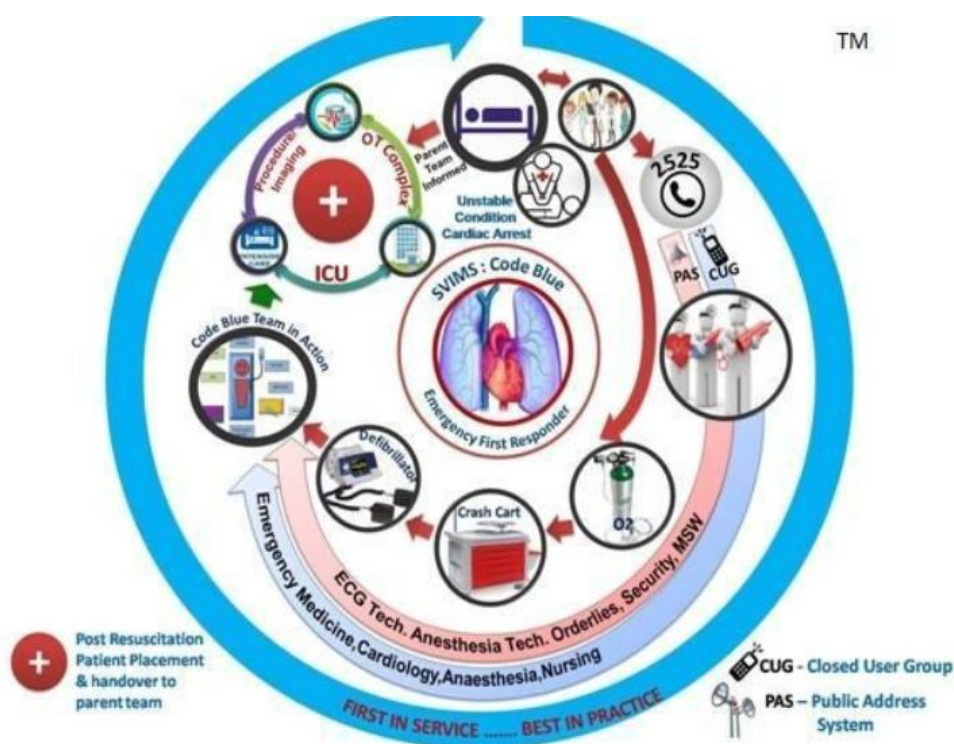 TM
Procedure/
Imaging
OT Complex
ICU
INTENSIVE
CARE
Parent
Team
Informed
Unstable
Condition
Cardiac Arrest
2525
PAS
CUG
SVIMS : Code Blue
Emergency First Responder
Code Blue Team in Action
Defibrillator
Crash Cart
O2
ECG Tech. Anesthesia Tech. Orderlies, Security, MSW
Emergency Medicine,Cardiology,Anaesthesia,Nursing
FIRST IN SERVICE ....... BEST IN PRACTICE
Post Resuscitation
Patient Placement
& handover to
parent team
CUG - Closed User Group
PAS – Public Address
System